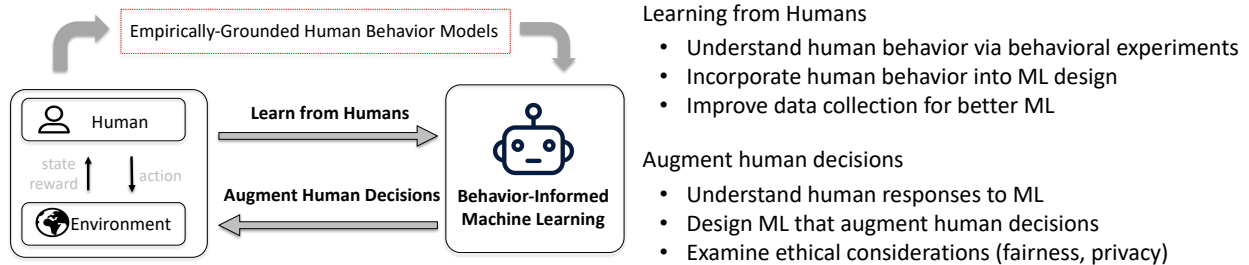 Empirically-Grounded Human Behavior Models
Human
state
reward
action
Environment
Learn from Humans
Augment Human Decisions
Behavior-Informed
Machine Learning
Learning from Humans
• Understand human behavior via behavioral experiments
• Incorporate human behavior into ML design
• Improve data collection for better ML
Augment human decisions
• Understand human responses to ML
• Design ML that augment human decisions
• Examine ethical considerations (fairness, privacy)